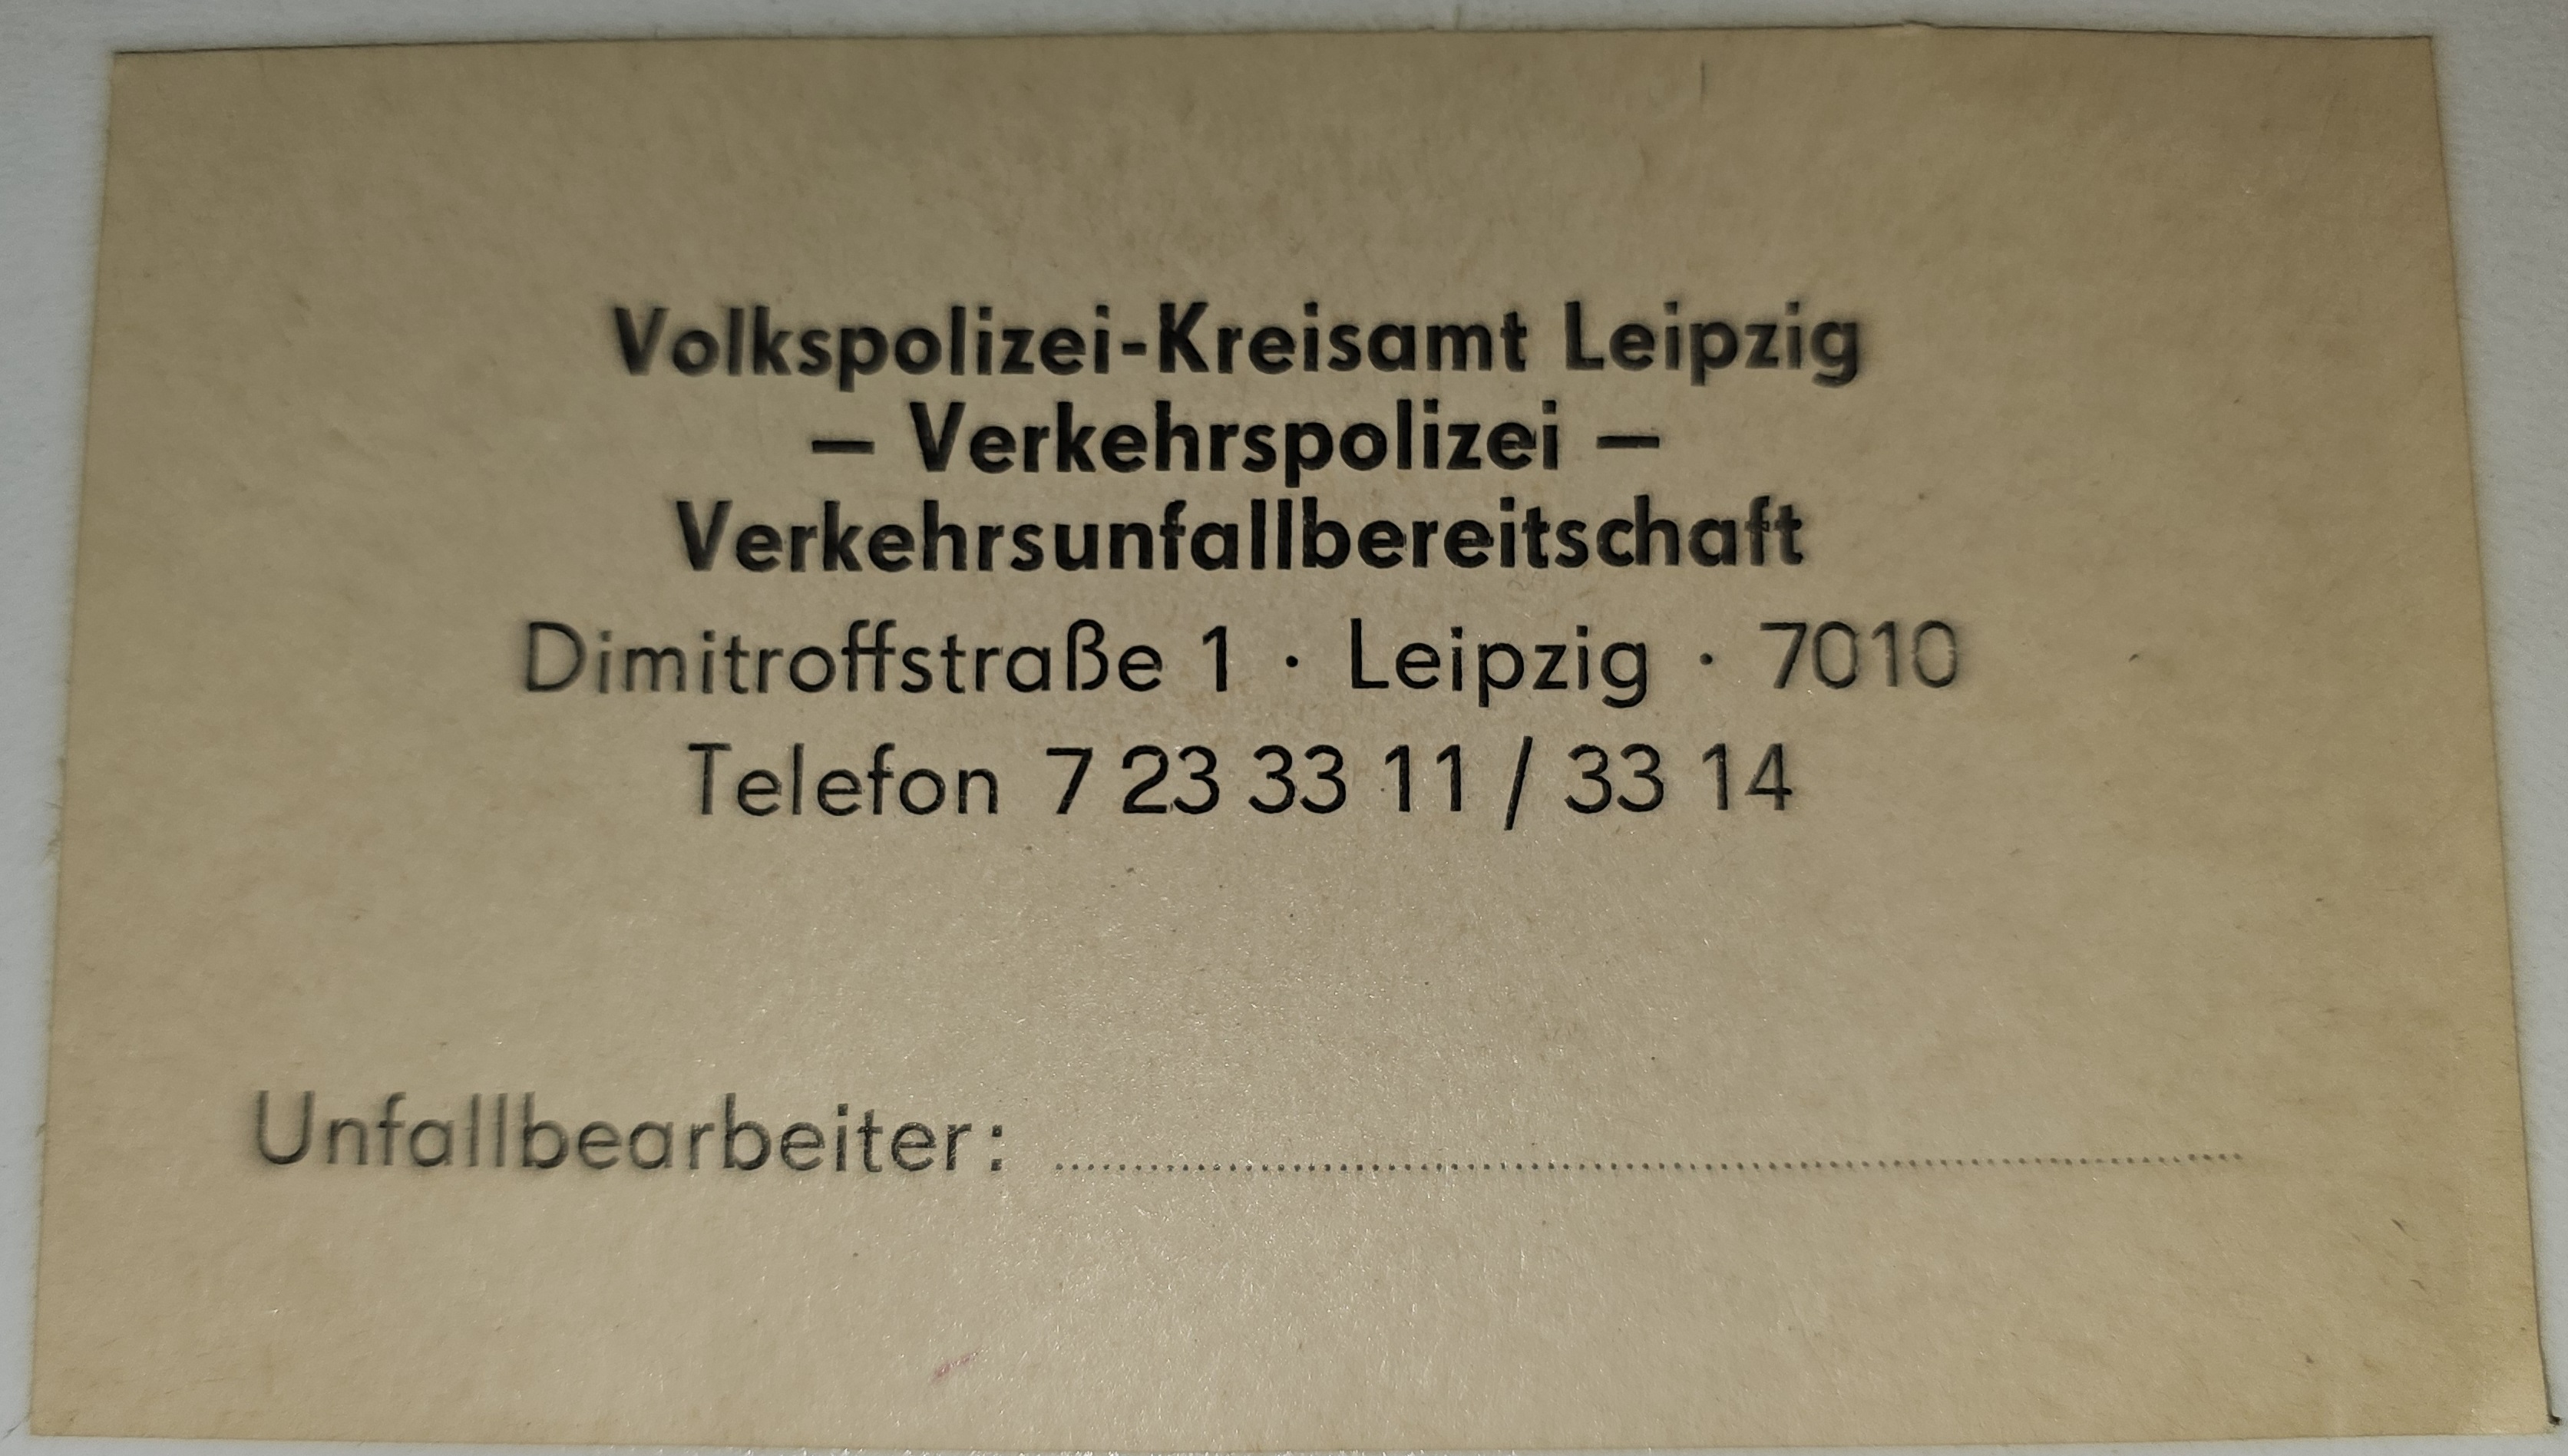 Volkspolizei-Kreisamt Leipzig
— Verkehrspolizei —
Verkehrsunfallbereitschaft
Dimitroffstraße 1 · Leipzig · 7010
Telefon 7 23 33 11 / 33 14
Unfallbearbeiter: ........................................................